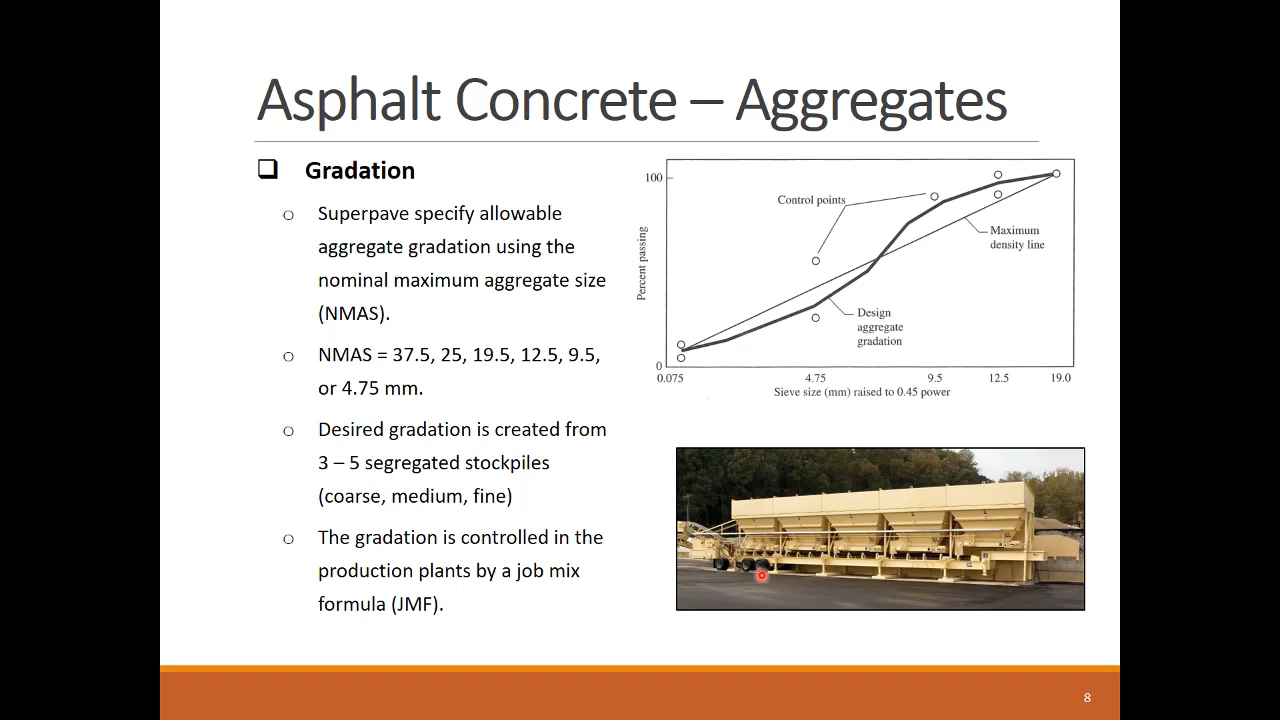 Asphalt Concrete – Aggregates
❑ Gradation
o Superpave specify allowable
aggregate gradation using the
nominal maximum aggregate size
(NMAS).
o NMAS = 37.5, 25, 19.5, 12.5, 9.5,
or 4.75 mm.
o Desired gradation is created from
3 – 5 segregated stockpiles
(coarse, medium, fine)
o The gradation is controlled in the
production plants by a job mix
formula (JMF).
100
Control points
Maximum
density line
Percent passing
Design
aggregate
gradation
0
0.075 4.75 9.5 12.5 19.0
Sieve size (mm) raised to 0.45 power
8